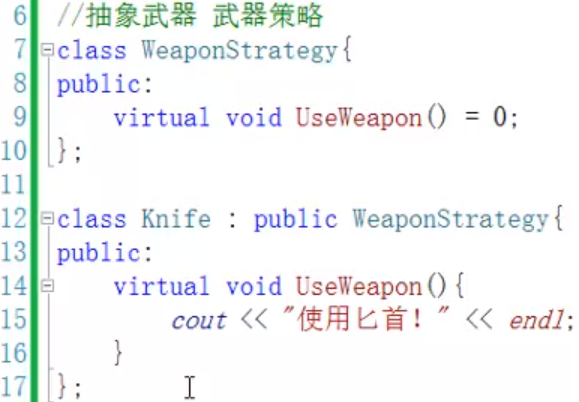 6 //抽象武器 武器策略
7 class WeaponStrategy{
8 public:
9 virtual void UseWeapon() = 0;
10 };
11
12 class Knife : public WeaponStrategy{
13 public:
14 virtual void UseWeapon(){
15 cout << "使用匕首！" << endl;
16 }
17 };